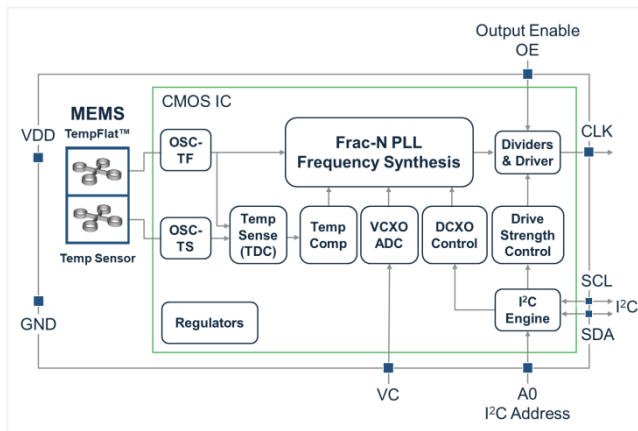 Output Enable
OE
CMOS IC
MEMS
TempFlat™
VDD
OSC-
TF
Frac-N PLL
Frequency Synthesis
Dividers
& Driver
CLK
OSC-
TS
Temp
Sense
(TDC)
Temp
Comp
VCXO
ADC
DCXO
Control
Drive
Strength
Control
Temp Sensor
GND
Regulators
I²C
Engine
SCL
I²C
SDA
VC
A0
I²C Address